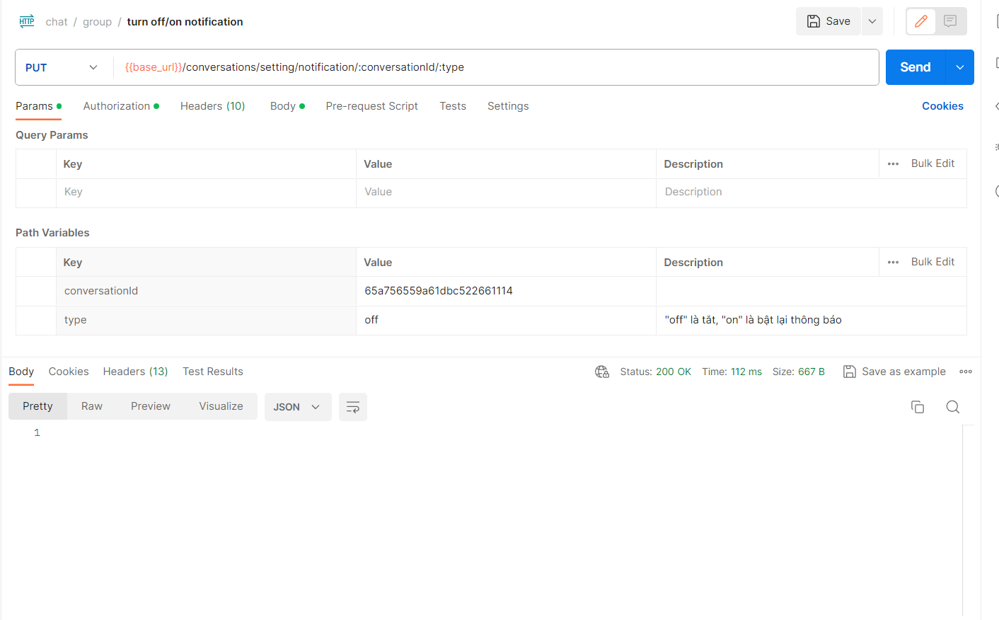 HTTP chat / group / turn off/on notification Save
PUT {{base_url}}/conversations/setting/notification/:conversationId/:type Send
Params Authorization Headers (10) Body Pre-request Script Tests Settings Cookies
Query Params
Key Value Description Bulk Edit
Key Value Description
Path Variables
Key Value Description Bulk Edit
conversationId 65a756559a61dbc522661114
type off "off" là tắt, "on" là bật lại thông báo
Body Cookies Headers (13) Test Results Status: 200 OK Time: 112 ms Size: 667 B Save as example
Pretty Raw Preview Visualize JSON
1